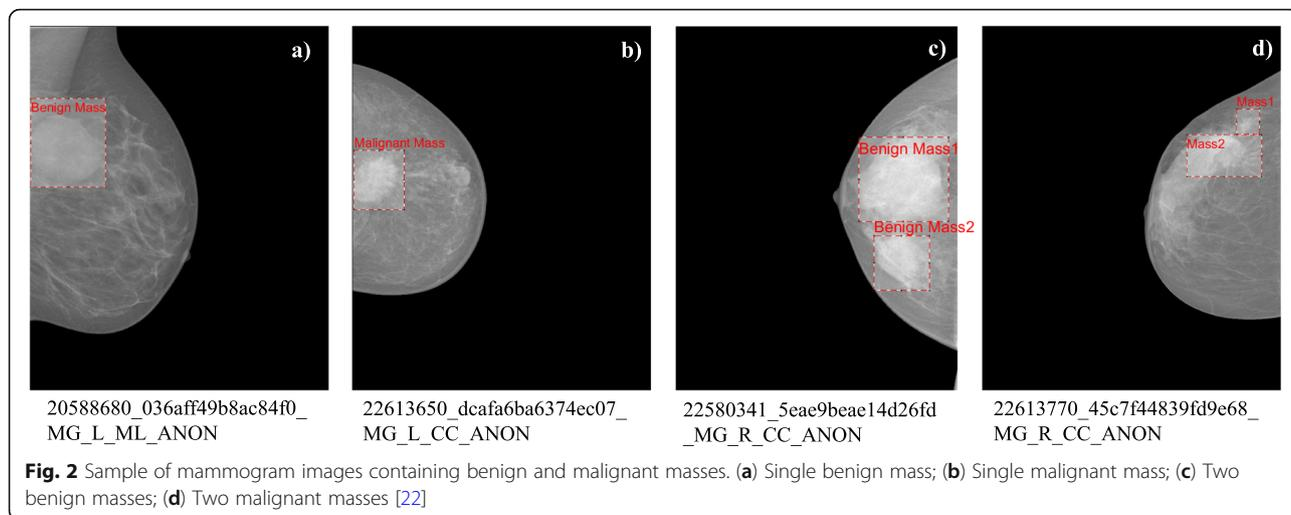 a)
Benign Mass
b)
Malignant Mass
c)
Benign Mass1
Benign Mass2
d)
Mass1
Mass2
20588680_036aff49b8ac84f0_
MG_L_ML_ANON
22613650_dcafa6ba6374ec07_
MG_L_CC_ANON
22580341_5eae9beae14d26fd
_MG_R_CC_ANON
22613770_45c7f44839fd9e68_
MG_R_CC_ANON
Fig. 2 Sample of mammogram images containing benign and malignant masses. (a) Single benign mass; (b) Single malignant mass; (c) Two
benign masses; (d) Two malignant masses [22]